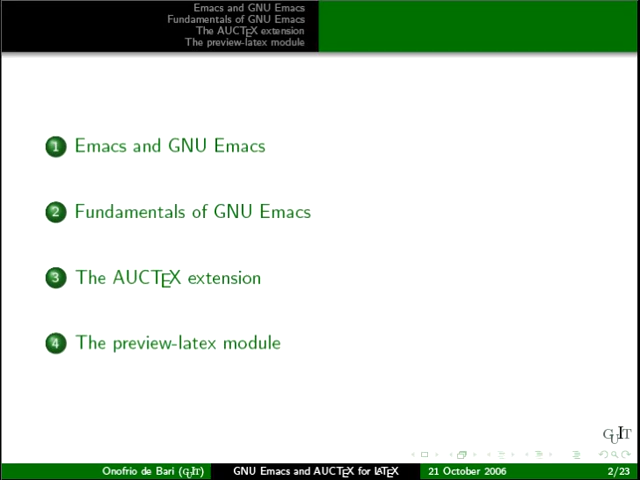 Emacs and GNU Emacs
Fundamentals of GNU Emacs
The AUCTEX extension
The preview-latex module
1 Emacs and GNU Emacs
2 Fundamentals of GNU Emacs
3 The AUCTEX extension
4 The preview-latex module
GUIT
Onofrio de Bari (GUIT) GNU Emacs and AUCTEX for LATEX 21 October 2006 2/23